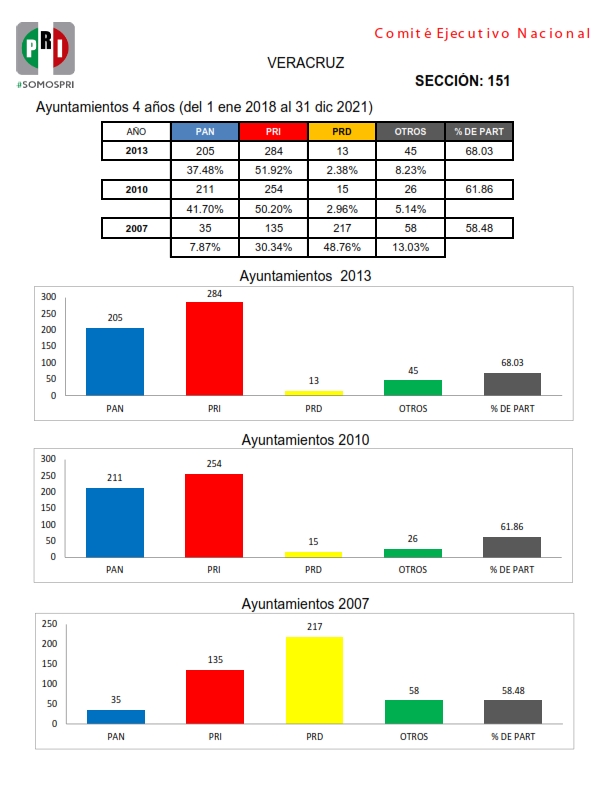 Comité Ejecutivo Nacional
PRI
#SOMOSPRI
VERACRUZ
SECCIÓN: 151
Ayuntamientos 4 años (del 1 ene 2018 al 31 dic 2021)
AÑO PAN PRI PRD OTROS % DE PART
2013 205 284 13 45 68.03
37.48% 51.92% 2.38% 8.23%
2010 211 254 15 26 61.86
41.70% 50.20% 2.96% 5.14%
2007 35 135 217 58 58.48
7.87% 30.34% 48.76% 13.03%
Ayuntamientos 2013
300
250
200
150
100
50
0
205 284 13 45 68.03
PAN PRI PRD OTROS % DE PART
Ayuntamientos 2010
300
250
200
150
100
50
0
211 254 15 26 61.86
PAN PRI PRD OTROS % DE PART
Ayuntamientos 2007
250
200
150
100
50
0
35 135 217 58 58.48
PAN PRI PRD OTROS % DE PART